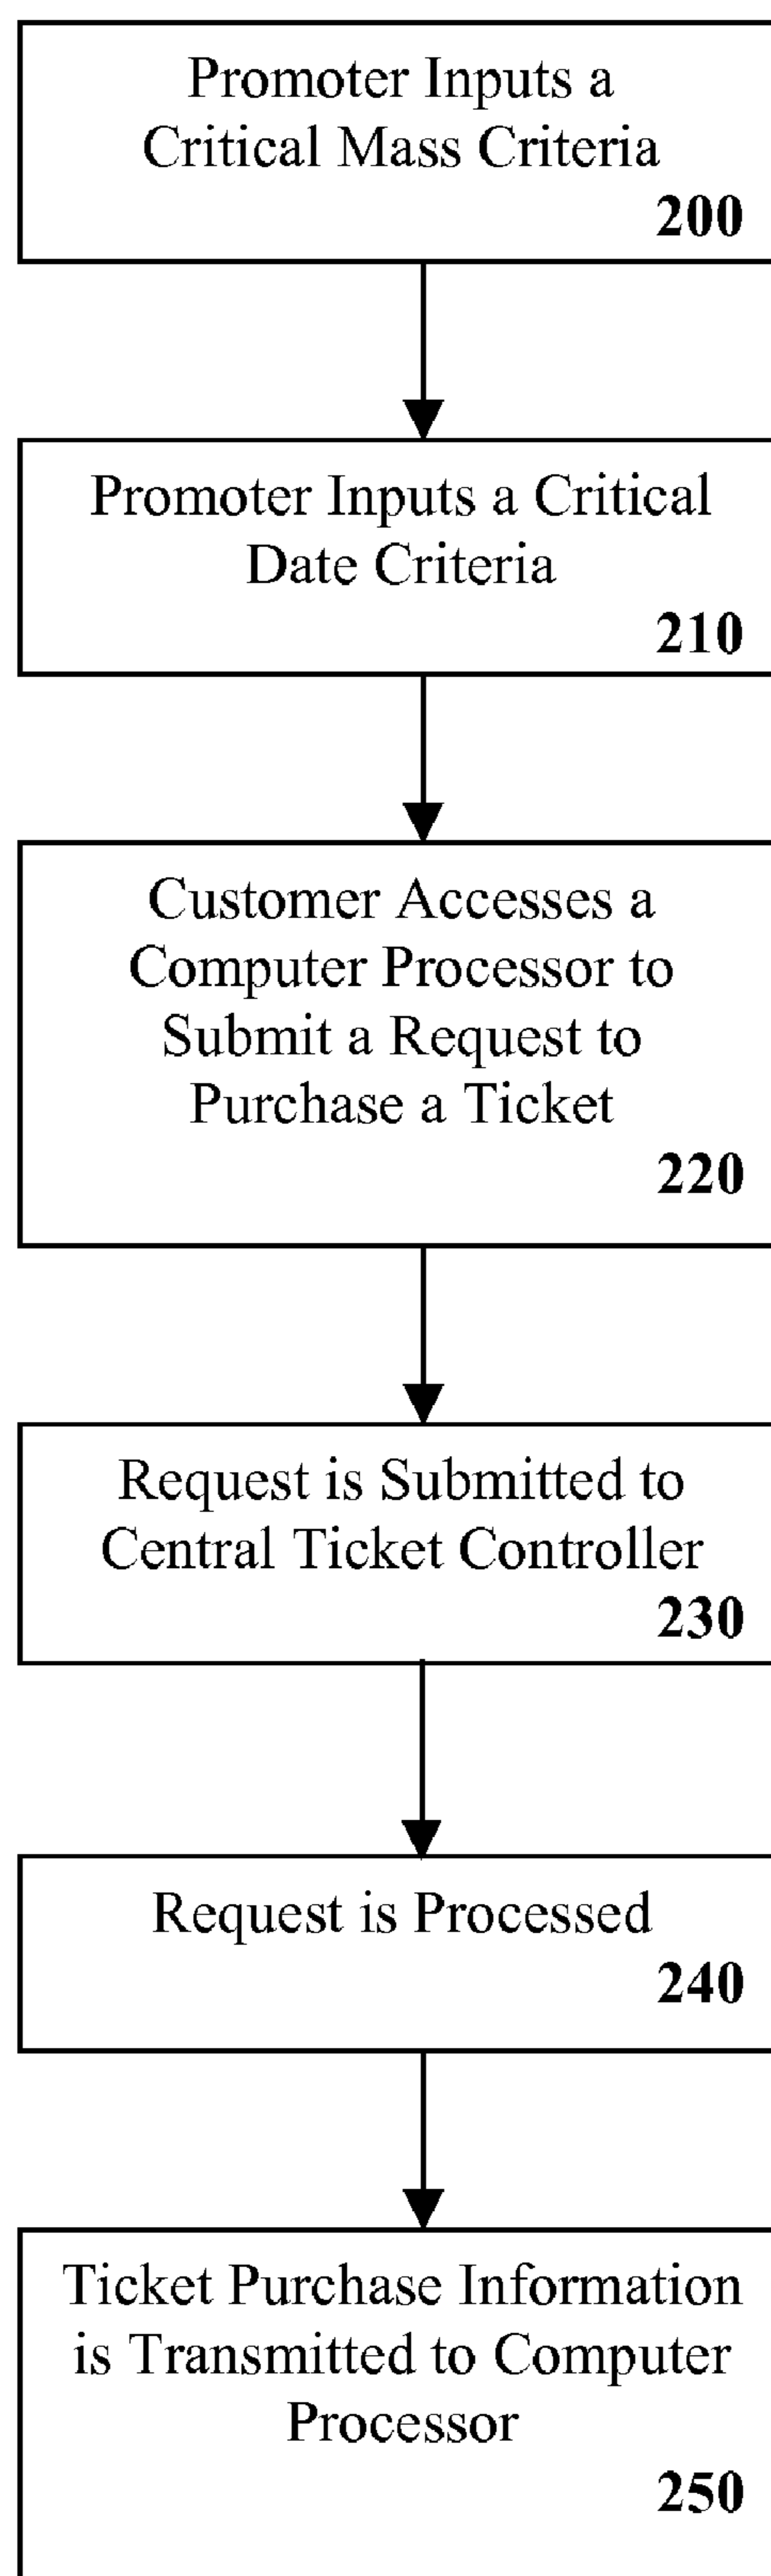 Promoter Inputs a
Critical Mass Criteria
200
Promoter Inputs a Critical
Date Criteria
210
Customer Accesses a
Computer Processor to
Submit a Request to
Purchase a Ticket
220
Request is Submitted to
Central Ticket Controller
230
Request is Processed
240
Ticket Purchase Information
is Transmitted to Computer
Processor
250